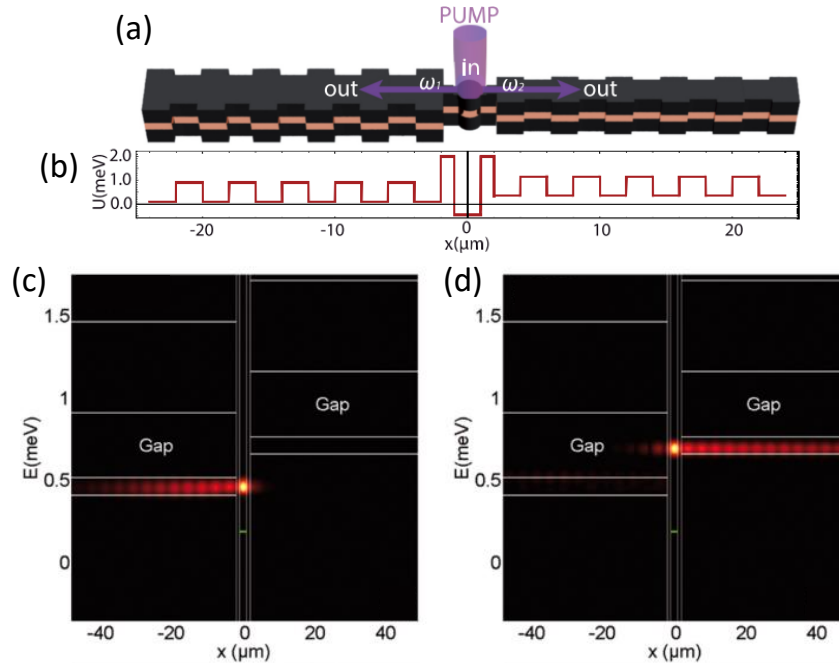 (a)
PUMP
in
out ω₁ ω₂ out
(b)
U(meV)
2.0
1.0
0.0
-20 -10 0 10 20
x(μm)
(c)
E(meV)
1.5
1
0.5
0
Gap
Gap
-40 -20 0 20 40
x (μm)
(d)
E(meV)
1.5
1
0.5
0
Gap
Gap
-40 -20 0 20 40
x (μm)